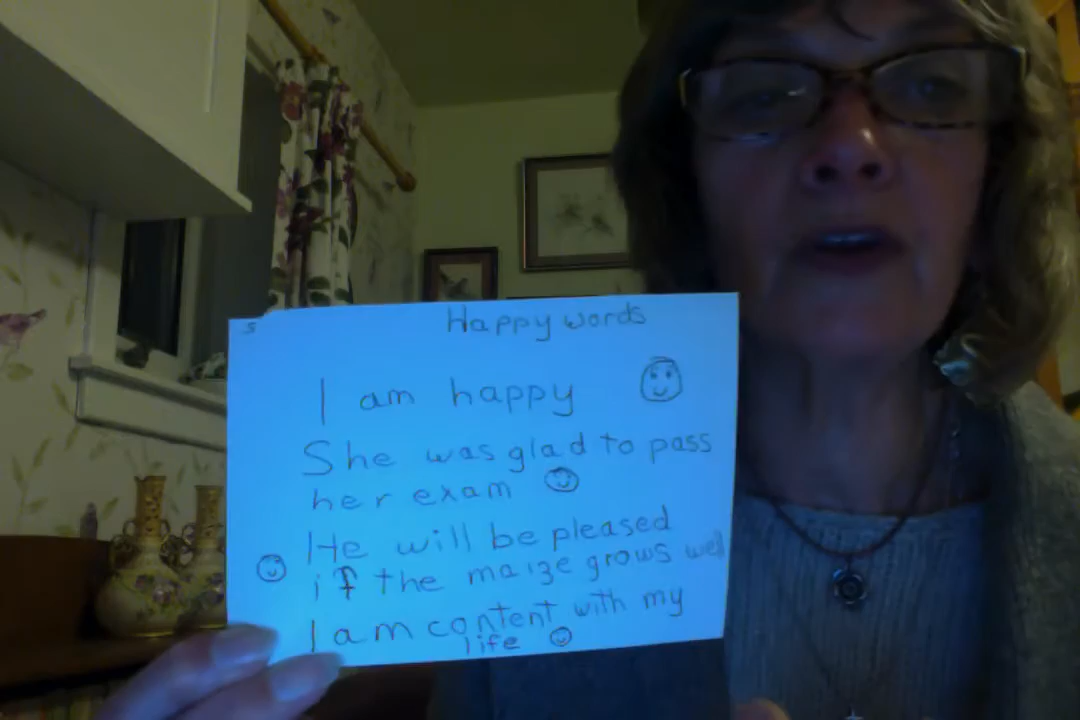 5
Happy words
I am happy
She was glad to pass
her exam
He will be pleased
if the maize grows well
I am content with my
life